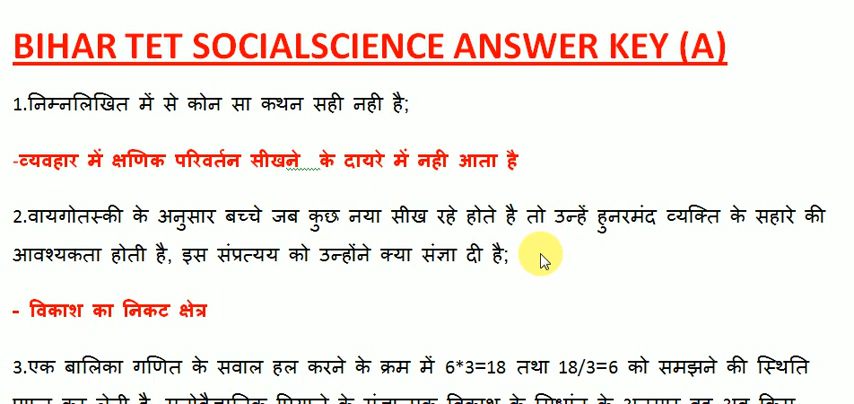 BIHAR TET SOCIALSCIENCE ANSWER KEY (A)
1.निम्नलिखित में से कोन सा कथन सही नही है;
-व्यवहार में क्षणिक परिवर्तन सीखने के दायरे में नही आता है
2.वायगोतस्की के अनुसार बच्चे जब कुछ नया सीख रहे होते है तो उन्हें हुनरमंद व्यक्ति के सहारे की
आवश्यकता होती है, इस संप्रत्यय को उन्होंने क्या संज्ञा दी है;
- विकाश का निकट क्षेत्र
3.एक बालिका गणित के सवाल हल करने के क्रम में 6*3=18 तथा 18/3=6 को समझने की स्थिति